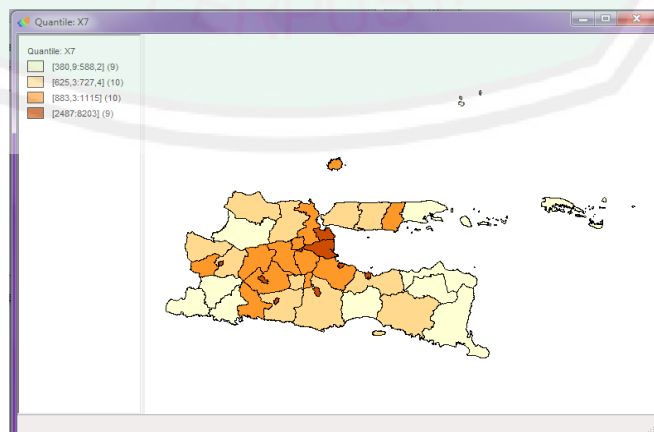 Quantile: X7
Quantile: X7
[380,9:588,2] (9)
[625,3:727,4] (10)
[883,3:1115] (10)
[2487:8203] (9)